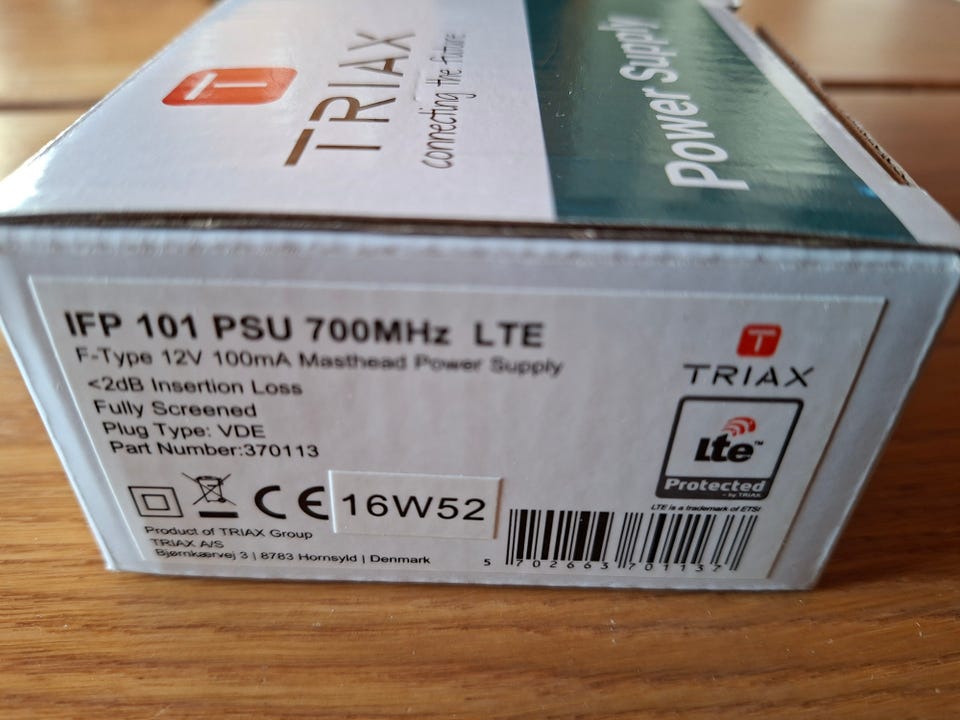 T
TRIAX
connecting the future
Power Supply
IFP 101 PSU 700MHz LTE
F-Type 12V 100mA Masthead Power Supply
<2dB Insertion Loss
Fully Screened
Plug Type: VDE
Part Number:370113
T
TRIAX
Lte™
Protected
- by TRIAX
LTE is a trademark of ETSI
CE
16W52
Product of TRIAX Group
TRIAX A/S
Bjørnkærvej 3 | 8783 Hornsyld | Denmark
5 702663 701137